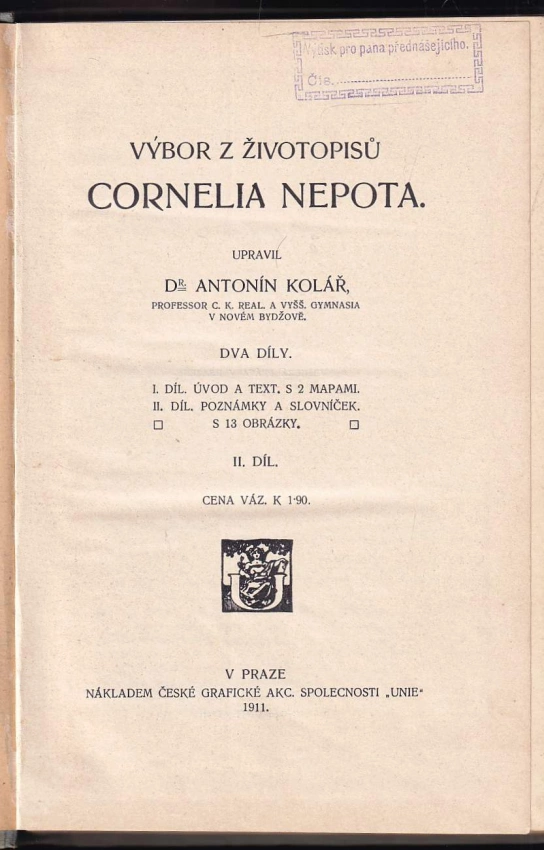 Výtisk pro pána přednášejícího.
Čís.
VÝBOR Z ŽIVOTOPISŮ
CORNELIA NEPOTA.
UPRAVIL
DR. ANTONÍN KOLÁŘ,
PROFESSOR C. K. REAL. A VYŠŠ. GYMNASIA
V NOVÉM BYDŽOVĚ.
DVA DÍLY.
I. DÍL. ÚVOD A TEXT. S 2 MAPAMI.
II. DÍL. POZNÁMKY A SLOVNÍČEK.
S 13 OBRÁZKY.
II. DÍL.
CENA VÁZ. K 1·90.
U
V PRAZE
NÁKLADEM ČESKÉ GRAFICKÉ AKC. SPOLECNOSTI „UNIE“
1911.